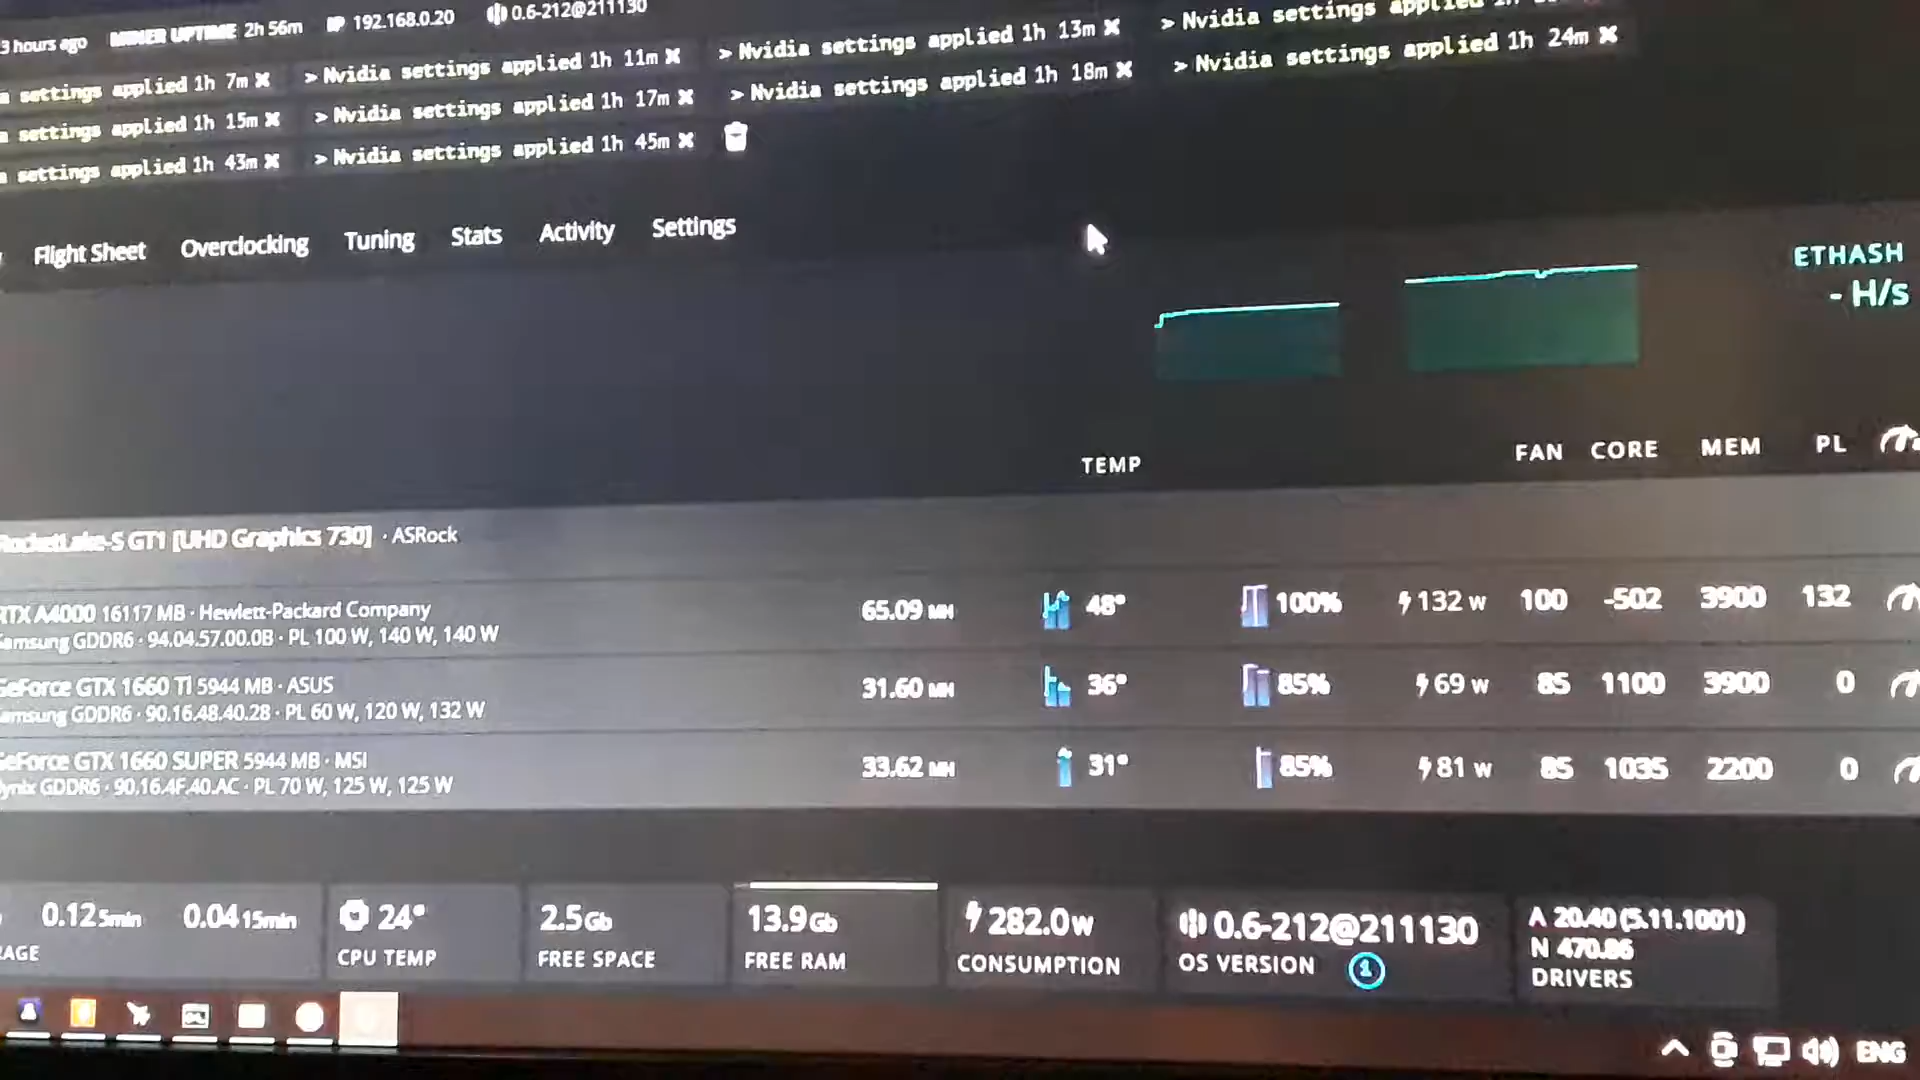 3 hours ago MINER UPTIME 2h 56m IP 192.168.0.20 0.6-212@211130
settings applied 1h 7m ✖ > Nvidia settings applied 1h 11m ✖ > Nvidia settings applied 1h 13m ✖ > Nvidia settings applied
settings applied 1h 15m ✖ > Nvidia settings applied 1h 17m ✖ > Nvidia settings applied 1h 18m ✖ > Nvidia settings applied 1h 24m ✖
settings applied 1h 43m ✖ > Nvidia settings applied 1h 45m ✖
Flight Sheet Overclocking Tuning Stats Activity Settings
ETHASH
- H/s
TEMP FAN CORE MEM PL
RocketLake-S GT1 [UHD Graphics 730] · ASRock
RTX A4000 16117 MB · Hewlett-Packard Company 65.09 MH 48° 100% 132 W 100 -502 3900 132
Samsung GDDR6 · 94.04.57.00.0B · PL 100 W, 140 W, 140 W
GeForce GTX 1660 Ti 5944 MB · ASUS 31.60 MH 36° 85% 69 W 85 1100 3900 0
Samsung GDDR6 · 90.16.48.40.28 · PL 60 W, 120 W, 132 W
GeForce GTX 1660 SUPER 5944 MB · MSI 33.62 MH 31° 85% 81 W 85 1035 2200 0
ynix GDDR6 · 90.16.4F.40.AC · PL 70 W, 125 W, 125 W
0.12 5min 0.04 15min 24° 2.5 Gb 13.9 Gb 282.0 W 0.6-212@211130 A 20.40 (5.11.1001)
N 470.86
CPU TEMP FREE SPACE FREE RAM CONSUMPTION OS VERSION 1 DRIVERS
ENG